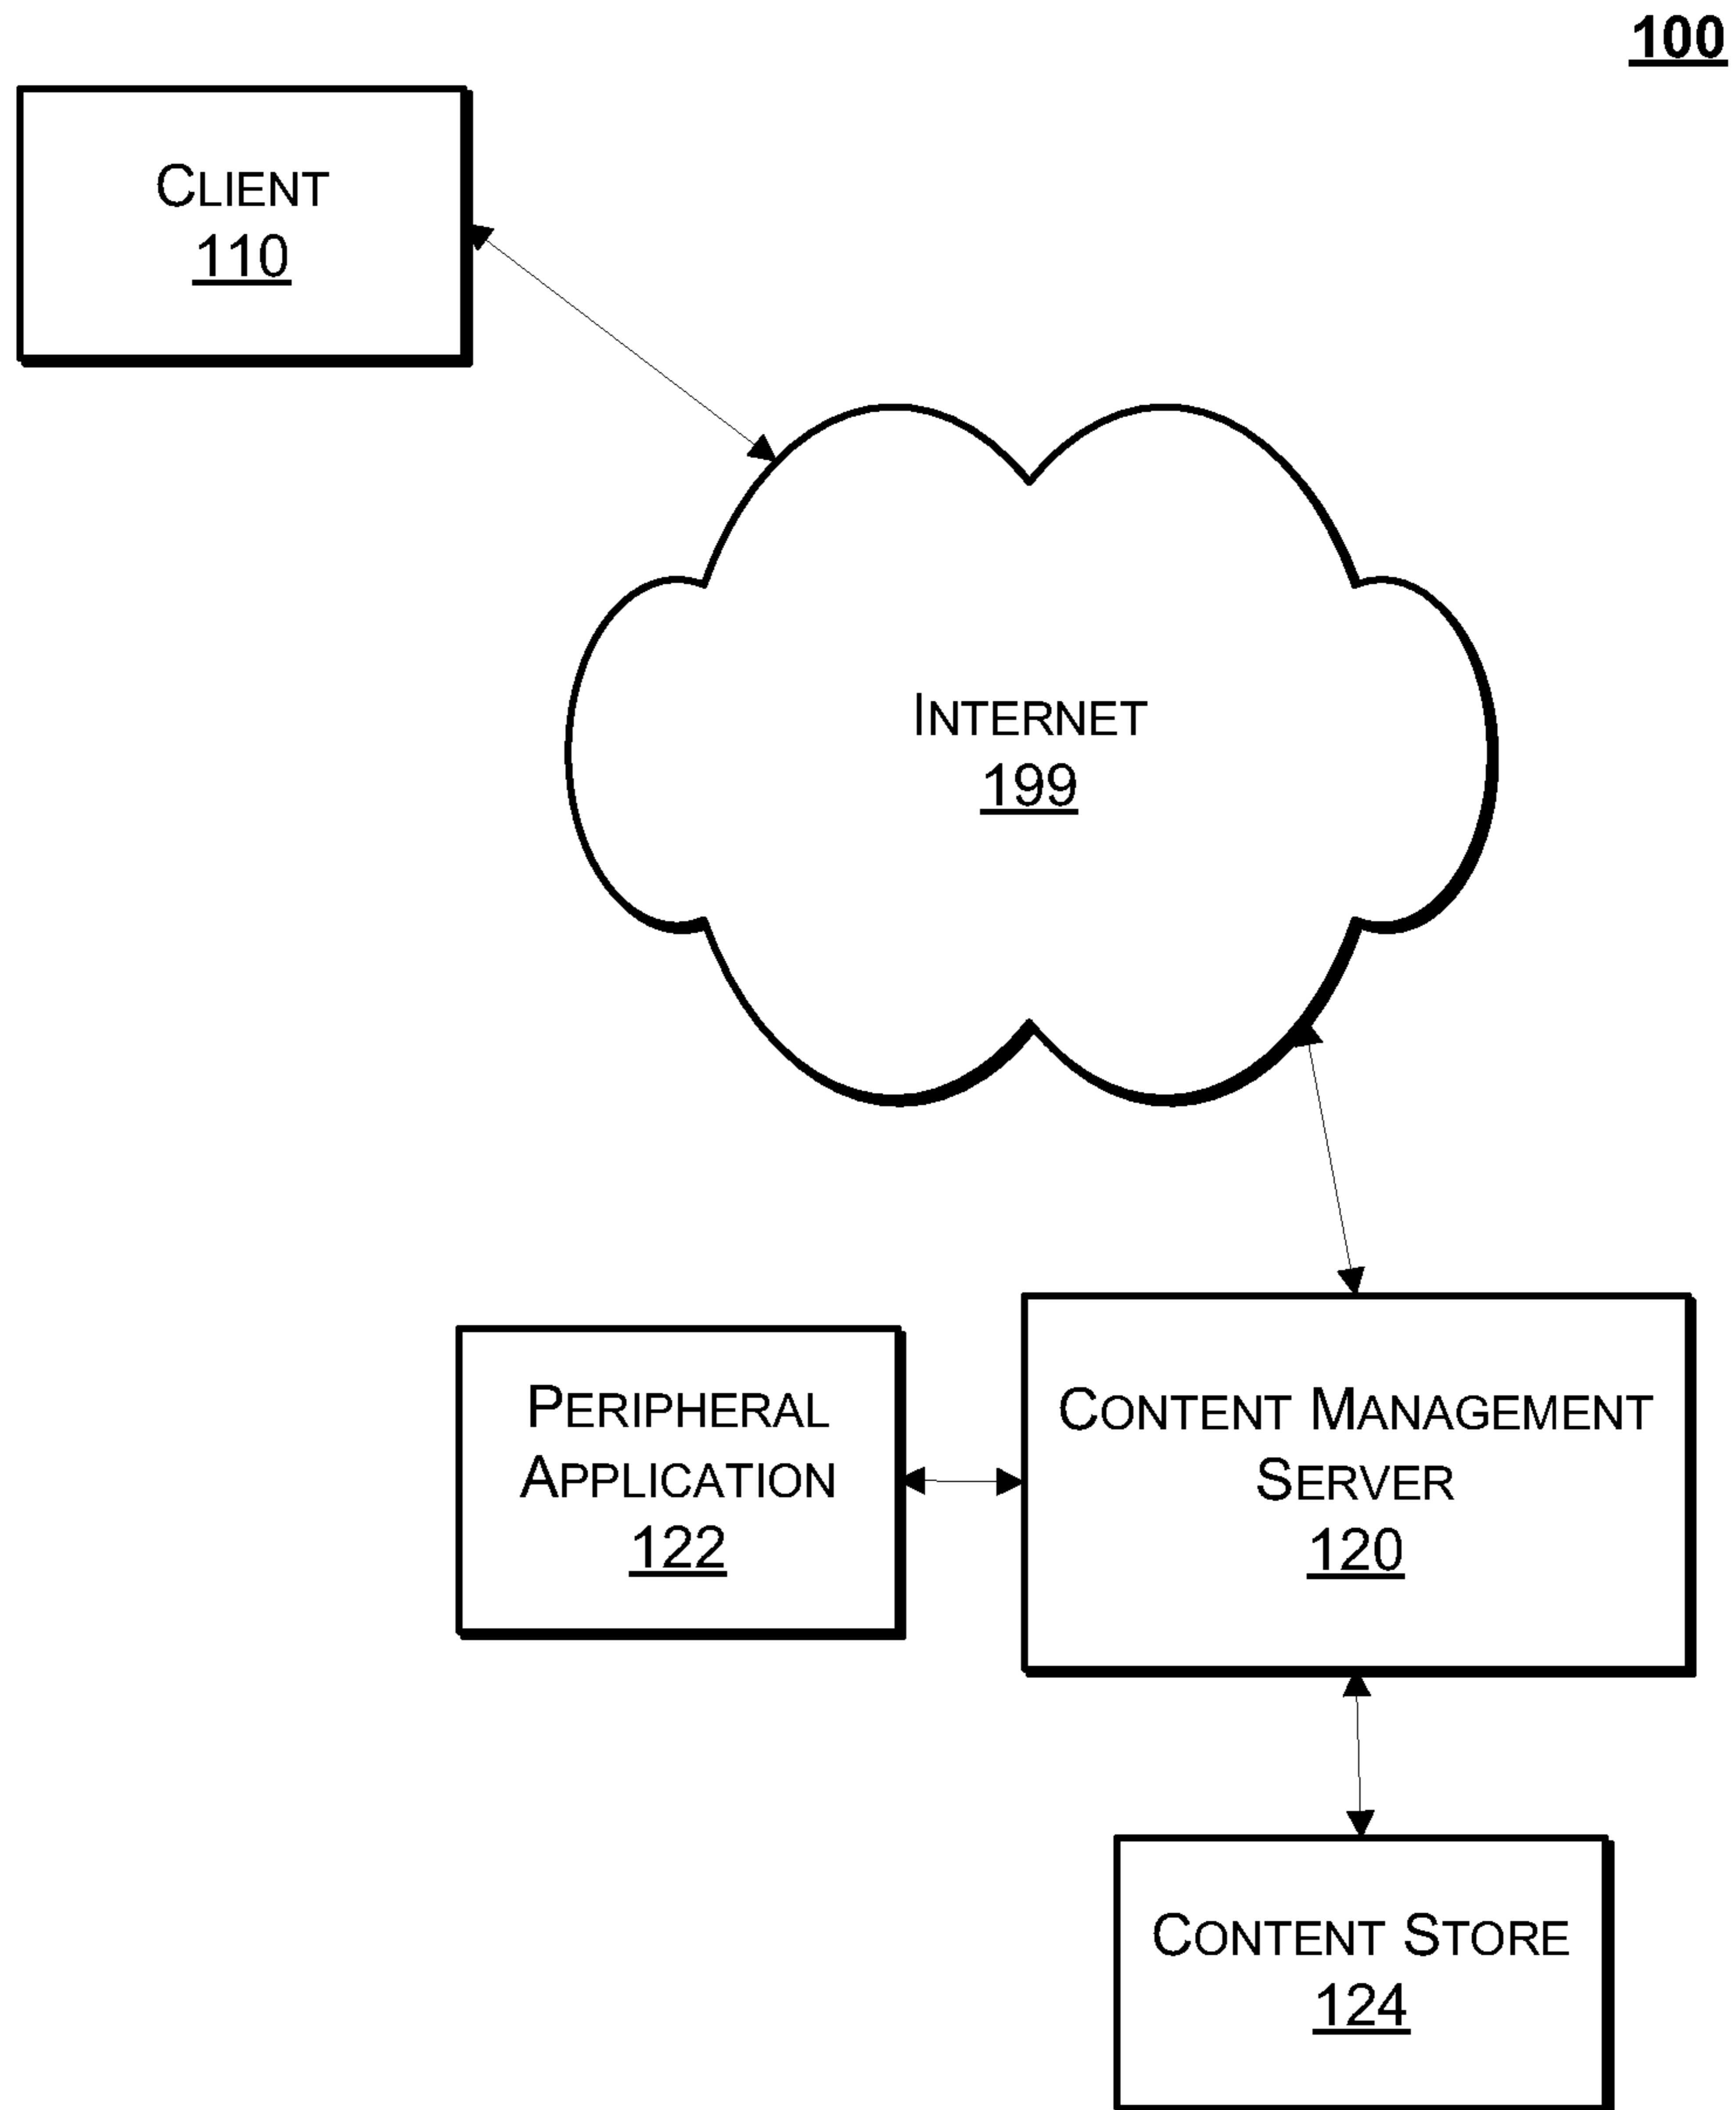 100
CLIENT
110
INTERNET
199
PERIPHERAL
APPLICATION
122
CONTENT MANAGEMENT
SERVER
120
CONTENT STORE
124